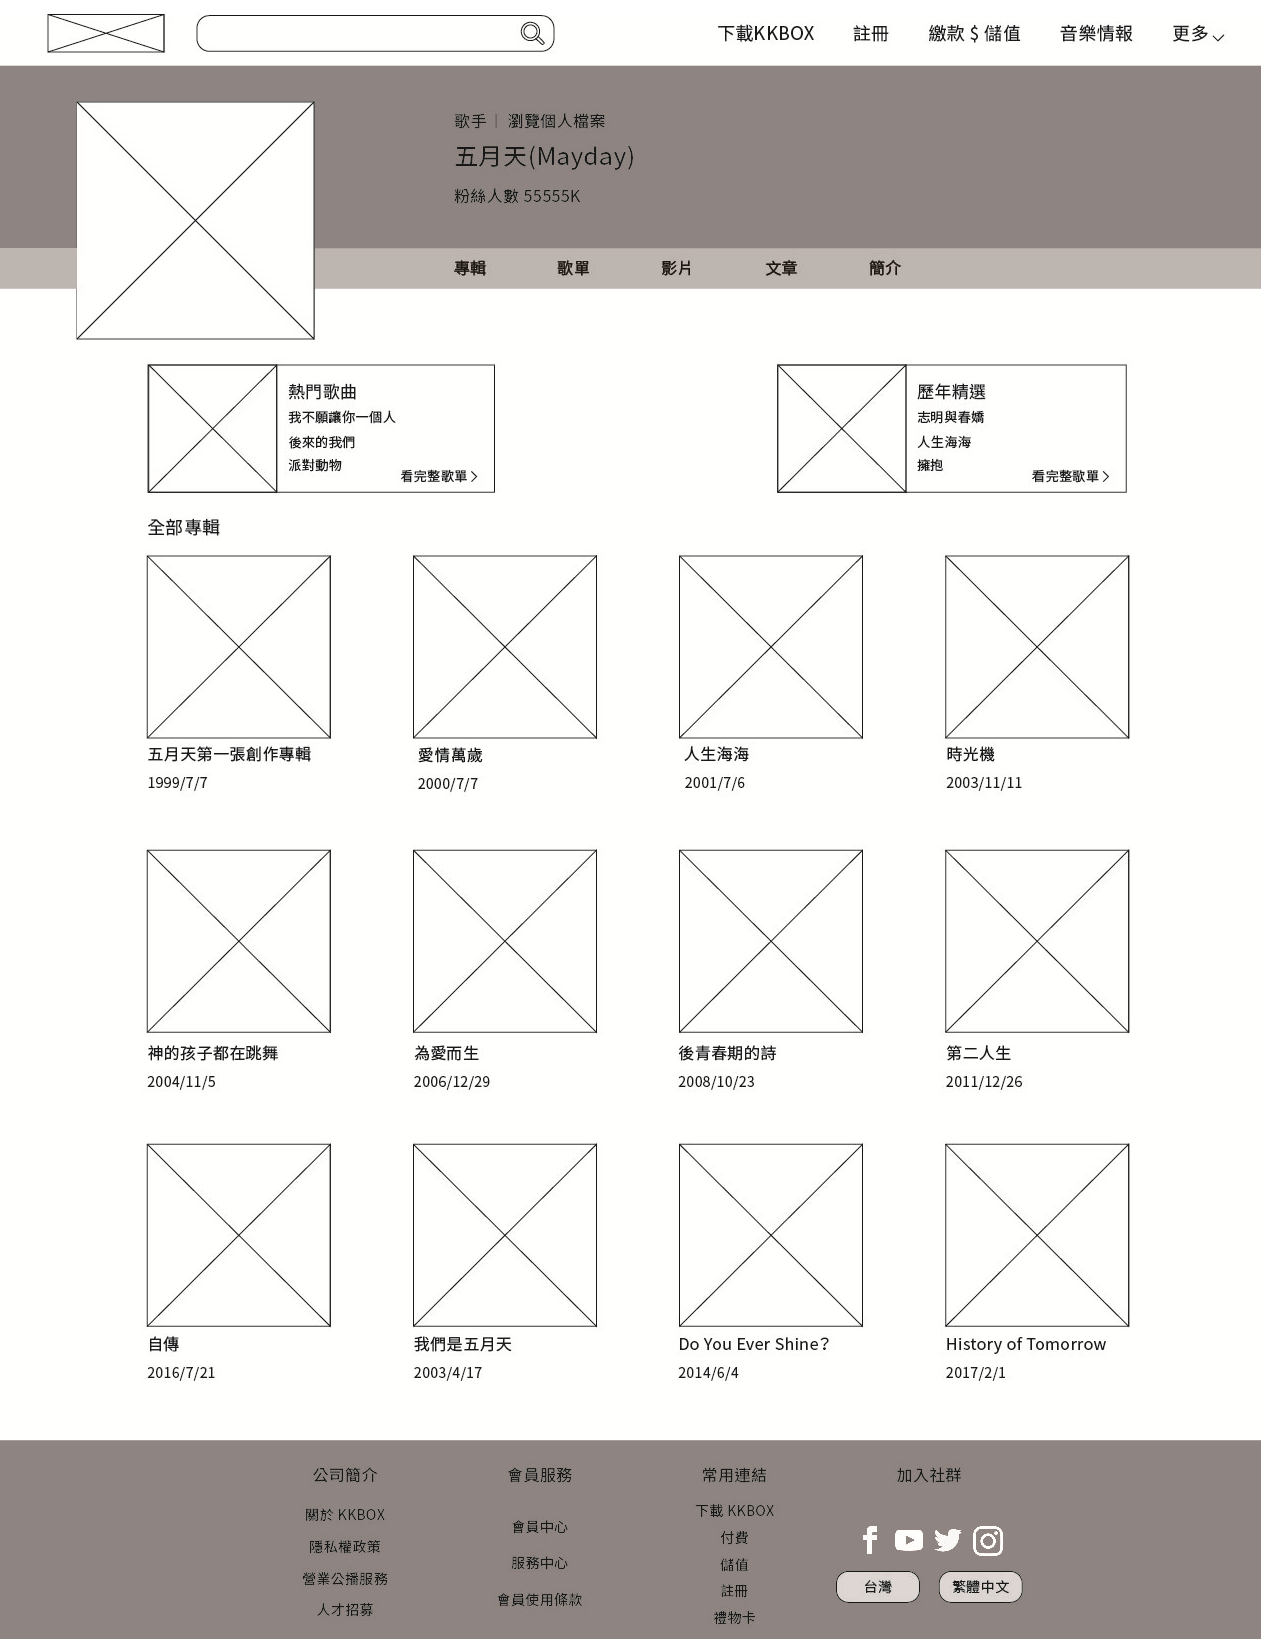 下載KKBOX 註冊 繳款 $ 儲值 音樂情報 更多
歌手｜瀏覽個人檔案
五月天(Mayday)
粉絲人數 55555K
專輯 歌單 影片 文章 簡介
熱門歌曲
我不願讓你一個人
後來的我們
派對動物
看完整歌單 >
歷年精選
志明與春嬌
人生海海
擁抱
看完整歌單 >
全部專輯
五月天第一張創作專輯
1999/7/7
愛情萬歲
2000/7/7
人生海海
2001/7/6
時光機
2003/11/11
神的孩子都在跳舞
2004/11/5
為愛而生
2006/12/29
後青春期的詩
2008/10/23
第二人生
2011/12/26
自傳
2016/7/21
我們是五月天
2003/4/17
Do You Ever Shine?
2014/6/4
History of Tomorrow
2017/2/1
公司簡介
關於 KKBOX
隱私權政策
營業公播服務
人才招募
會員服務
會員中心
服務中心
會員使用條款
常用連結
下載 KKBOX
付費
儲值
註冊
禮物卡
加入社群
台灣
繁體中文